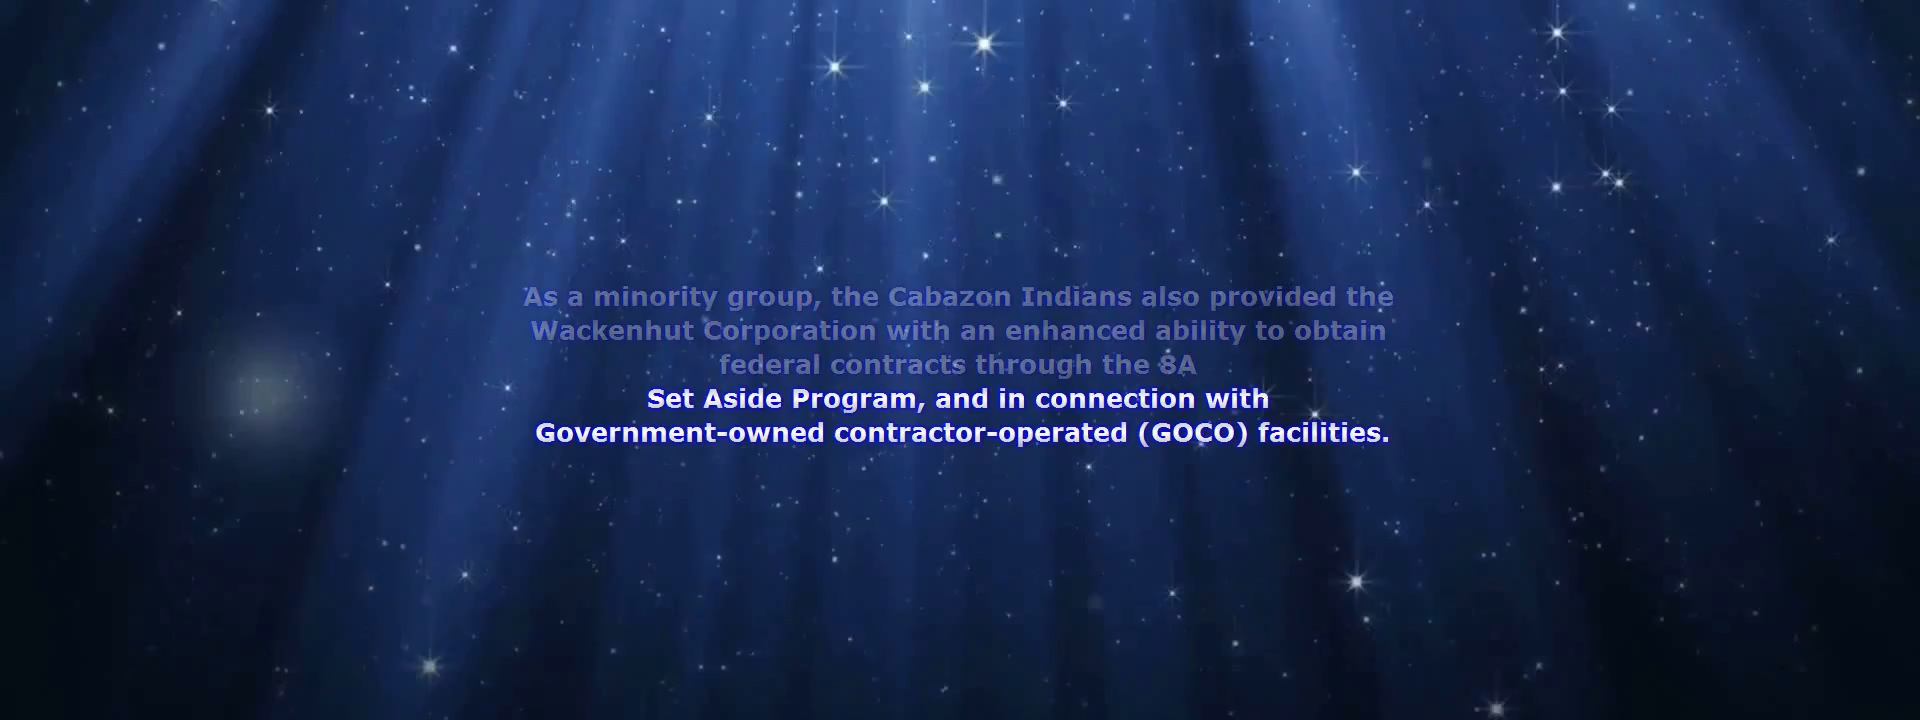 As a minority group, the Cabazon Indians also provided the
Wackenhut Corporation with an enhanced ability to obtain
federal contracts through the 8A
Set Aside Program, and in connection with
Government-owned contractor-operated (GOCO) facilities.